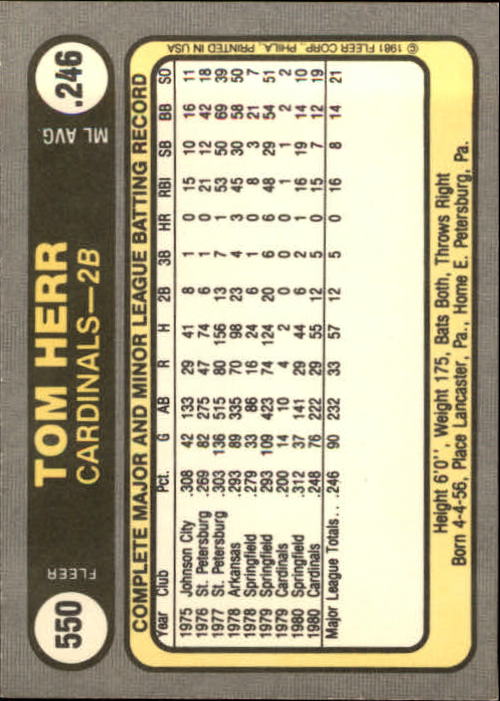 550
FLEER
TOM HERR
CARDINALS—2B
ML AVG.
.246
COMPLETE MAJOR AND MINOR LEAGUE BATTING RECORD
Year Club Pct. G AB R H 2B 3B HR RBI SB BB SO
1975 Johnson City .308 42 133 29 41 8 1 0 15 10 16 11
1976 St. Petersburg .269 82 275 47 74 6 1 0 21 12 42 18
1977 St. Petersburg .303 136 515 80 156 13 7 1 53 50 69 39
1978 Arkansas .293 89 335 70 98 23 4 3 45 30 58 50
1978 Springfield .279 33 86 16 24 6 1 0 8 3 21 7
1979 Springfield .293 109 423 74 124 20 6 6 48 29 54 51
1979 Cardinals .200 14 10 4 2 0 0 0 1 1 2 2
1980 Springfield .312 37 141 29 44 6 2 1 16 19 14 10
1980 Cardinals .248 76 222 29 55 12 5 0 15 7 12 19
Major League Totals.. .246 90 232 33 57 12 5 0 16 8 14 21
Height 6'0'', Weight 175, Bats Both, Throws Right
Born 4-4-56, Place Lancaster, Pa., Home E. Petersburg, Pa.
© 1981 FLEER CORP., PHILA., PRINTED IN USA